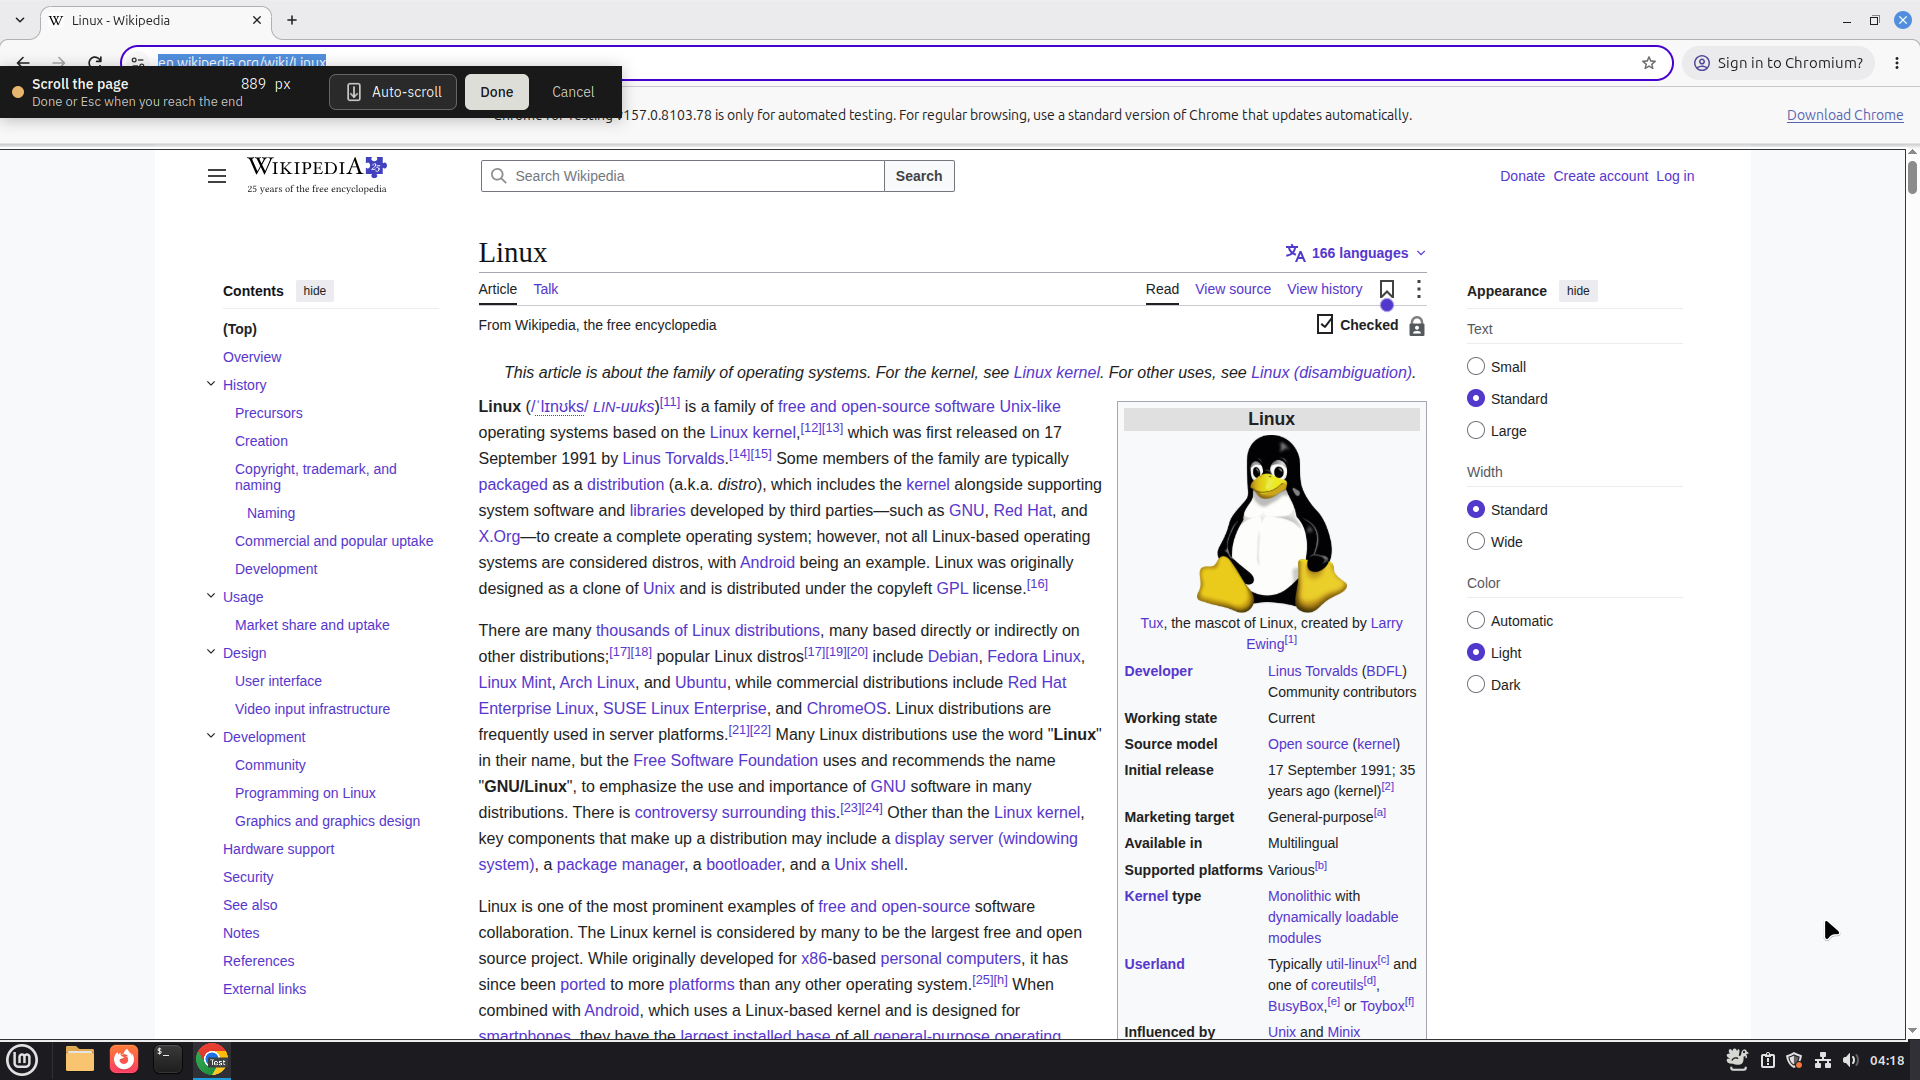 Linux - Wikipedia
en.wikipedia.org/wiki/Linux
Sign in to Chromium?
Scroll the page
889 px
Done or Esc when you reach the end
Auto-scroll
Done
Cancel
157.0.8103.78 is only for automated testing. For regular browsing, use a standard version of Chrome that updates automatically.
Download Chrome
WIKIPEDIA
25
25 years of the free encyclopedia
Search Wikipedia
Search
Donate Create account Log in
Linux
166 languages
Contents hide
Article Talk
Read View source View history
From Wikipedia, the free encyclopedia
Checked
(Top)
Overview
History
Precursors
Creation
Copyright, trademark, and
naming
Naming
Commercial and popular uptake
Development
Usage
Market share and uptake
Design
User interface
Video input infrastructure
Development
Community
Programming on Linux
Graphics and graphics design
Hardware support
Security
See also
Notes
References
External links
This article is about the family of operating systems. For the kernel, see Linux kernel. For other uses, see Linux (disambiguation).
Linux (/ˈlɪnʊks/ LIN-uuks)[11] is a family of free and open-source software Unix-like
operating systems based on the Linux kernel,[12][13] which was first released on 17
September 1991 by Linus Torvalds.[14][15] Some members of the family are typically
packaged as a distribution (a.k.a. distro), which includes the kernel alongside supporting
system software and libraries developed by third parties—such as GNU, Red Hat, and
X.Org—to create a complete operating system; however, not all Linux-based operating
systems are considered distros, with Android being an example. Linux was originally
designed as a clone of Unix and is distributed under the copyleft GPL license.[16]
There are many thousands of Linux distributions, many based directly or indirectly on
other distributions;[17][18] popular Linux distros[17][19][20] include Debian, Fedora Linux,
Linux Mint, Arch Linux, and Ubuntu, while commercial distributions include Red Hat
Enterprise Linux, SUSE Linux Enterprise, and ChromeOS. Linux distributions are
frequently used in server platforms.[21][22] Many Linux distributions use the word "Linux"
in their name, but the Free Software Foundation uses and recommends the name
"GNU/Linux", to emphasize the use and importance of GNU software in many
distributions. There is controversy surrounding this.[23][24] Other than the Linux kernel,
key components that make up a distribution may include a display server (windowing
system), a package manager, a bootloader, and a Unix shell.
Linux is one of the most prominent examples of free and open-source software
collaboration. The Linux kernel is considered by many to be the largest free and open
source project. While originally developed for x86-based personal computers, it has
since been ported to more platforms than any other operating system.[25][h] When
combined with Android, which uses a Linux-based kernel and is designed for
smartphones, they have the largest installed base of all general-purpose operating
Linux
Tux, the mascot of Linux, created by Larry
Ewing[1]
Developer Linus Torvalds (BDFL)
Community contributors
Working state Current
Source model Open source (kernel)
Initial release 17 September 1991; 35
years ago (kernel)[2]
Marketing target General-purpose[a]
Available in Multilingual
Supported platforms Various[b]
Kernel type Monolithic with
dynamically loadable
modules
Userland Typically util-linux[c] and
one of coreutils[d],
BusyBox,[e] or Toybox[f]
Influenced by Unix and Minix
Appearance hide
Text
Small
Standard
Large
Width
Standard
Wide
Color
Automatic
Light
Dark
Test
04:18